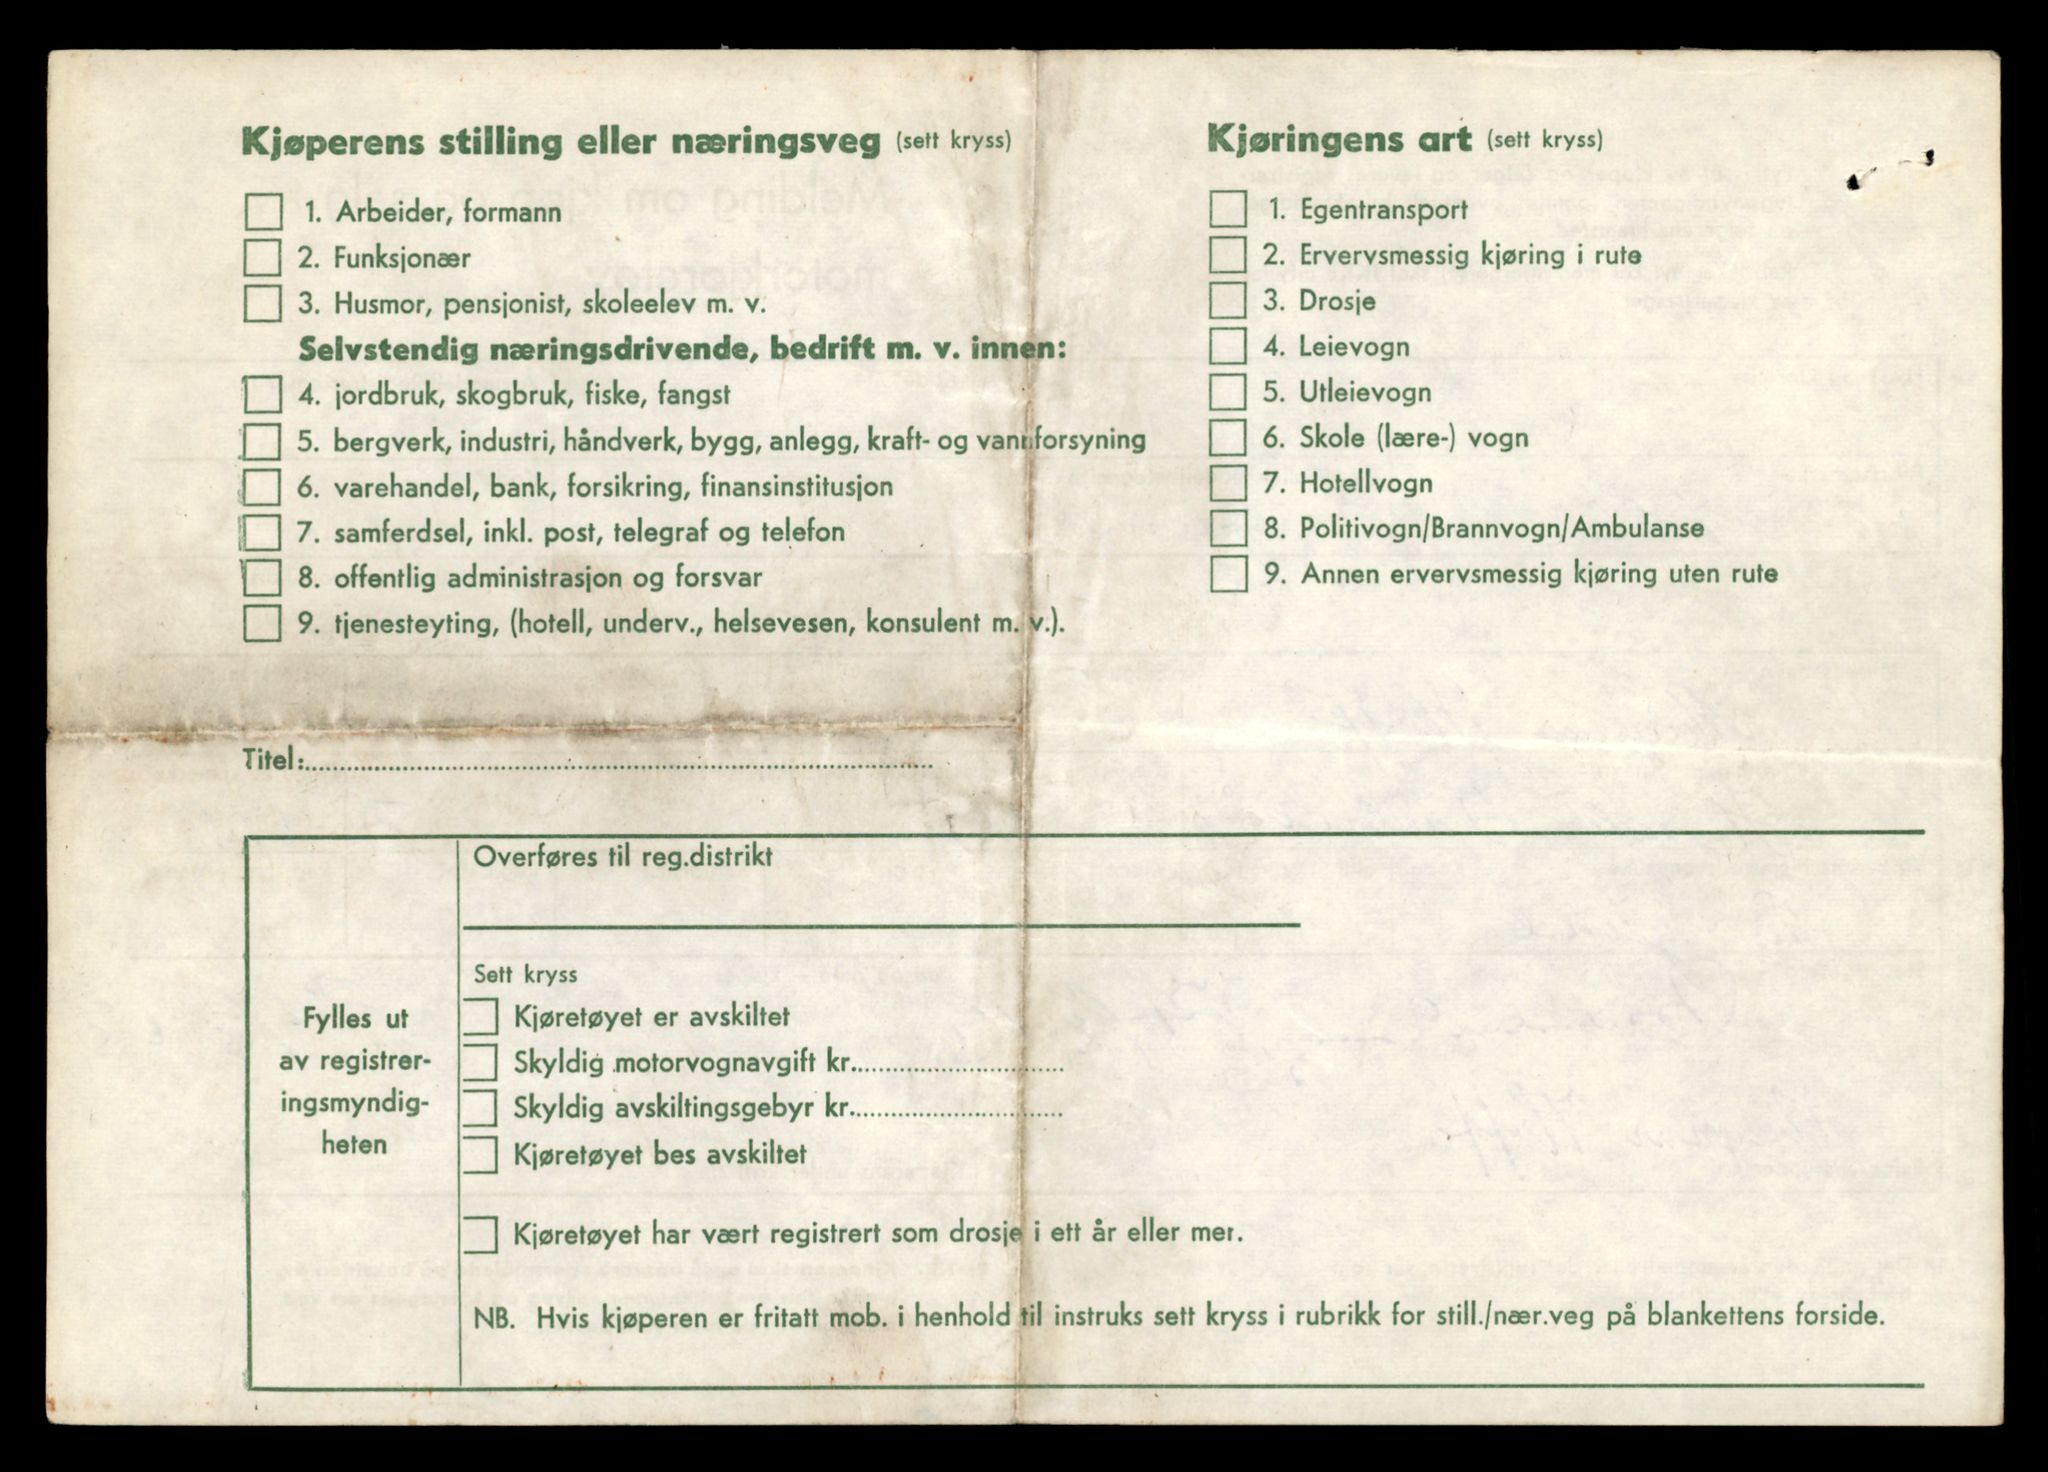 Kjøperens stilling eller næringsveg (sett kryss)
1. Arbeider, formann
2. Funksjonær
3. Husmor, pensjonist, skoleelev m. v.
Selvstendig næringsdrivende, bedrift m. v. innen:
4. jordbruk, skogbruk, fiske, fangst
5. bergverk, industri, håndverk, bygg, anlegg, kraft- og vannforsyning
6. varehandel, bank, forsikring, finansinstitusjon
7. samferdsel, inkl. post, telegraf og telefon
8. offentlig administrasjon og forsvar
9. tjenesteyting, (hotell, underv., helsevesen, konsulent m. v.).
Kjøringens art (sett kryss)
1. Egentransport
2. Ervervsmessig kjøring i rute
3. Drosje
4. Leievogn
5. Utleievogn
6. Skole (lære-) vogn
7. Hotellvogn
8. Politivogn/Brannvogn/Ambulanse
9. Annen ervervsmessig kjøring uten rute
Titel:
Fylles ut
av registrer-
ingsmyndig-
heten
Overføres til reg.distrikt
Sett kryss
Kjøretøyet er avskiltet
Skyldig motorvognavgift kr.
Skyldig avskiltingsgebyr kr.
Kjøretøyet bes avskiltet
Kjøretøyet har vært registrert som drosje i ett år eller mer.
NB. Hvis kjøperen er fritatt mob. i henhold til instruks sett kryss i rubrikk for still./nær.veg på blankettens forside.